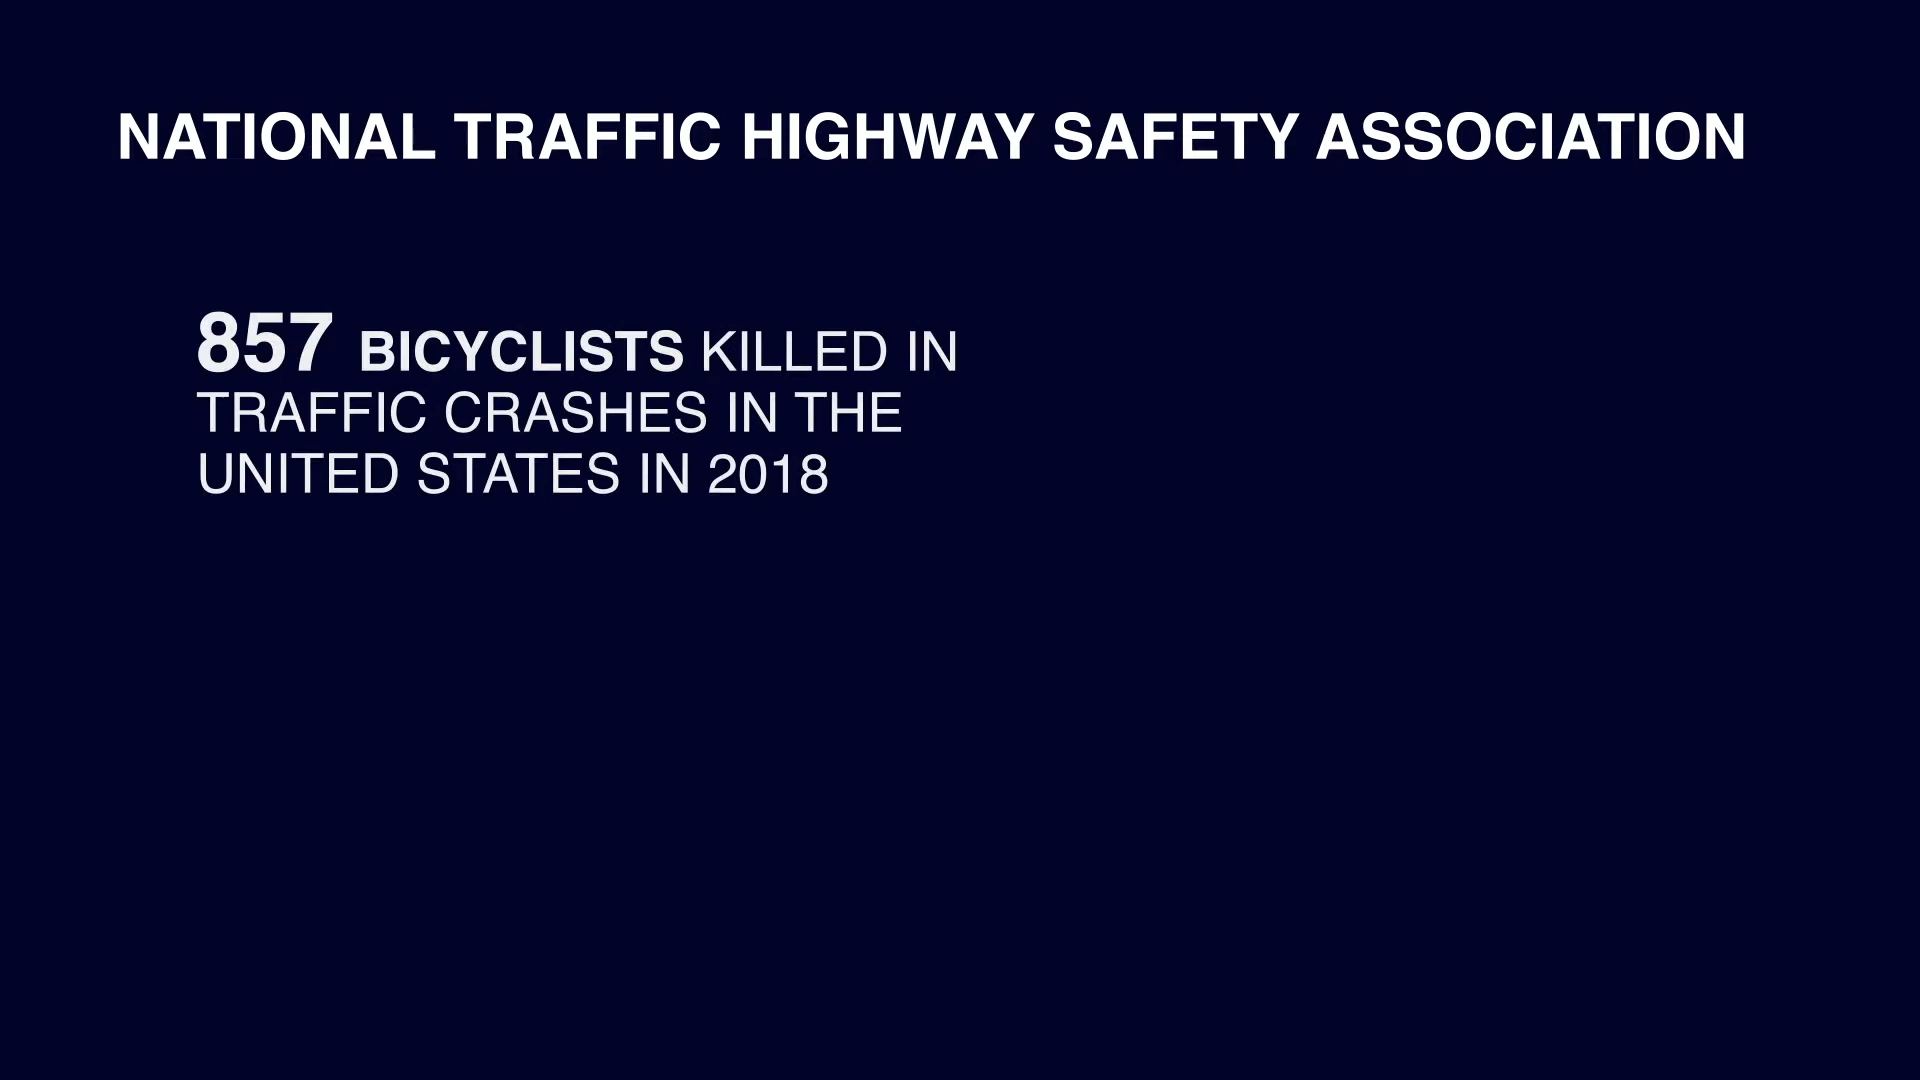 NATIONAL TRAFFIC HIGHWAY SAFETY ASSOCIATION
857 BICYCLISTS KILLED IN
TRAFFIC CRASHES IN THE
UNITED STATES IN 2018